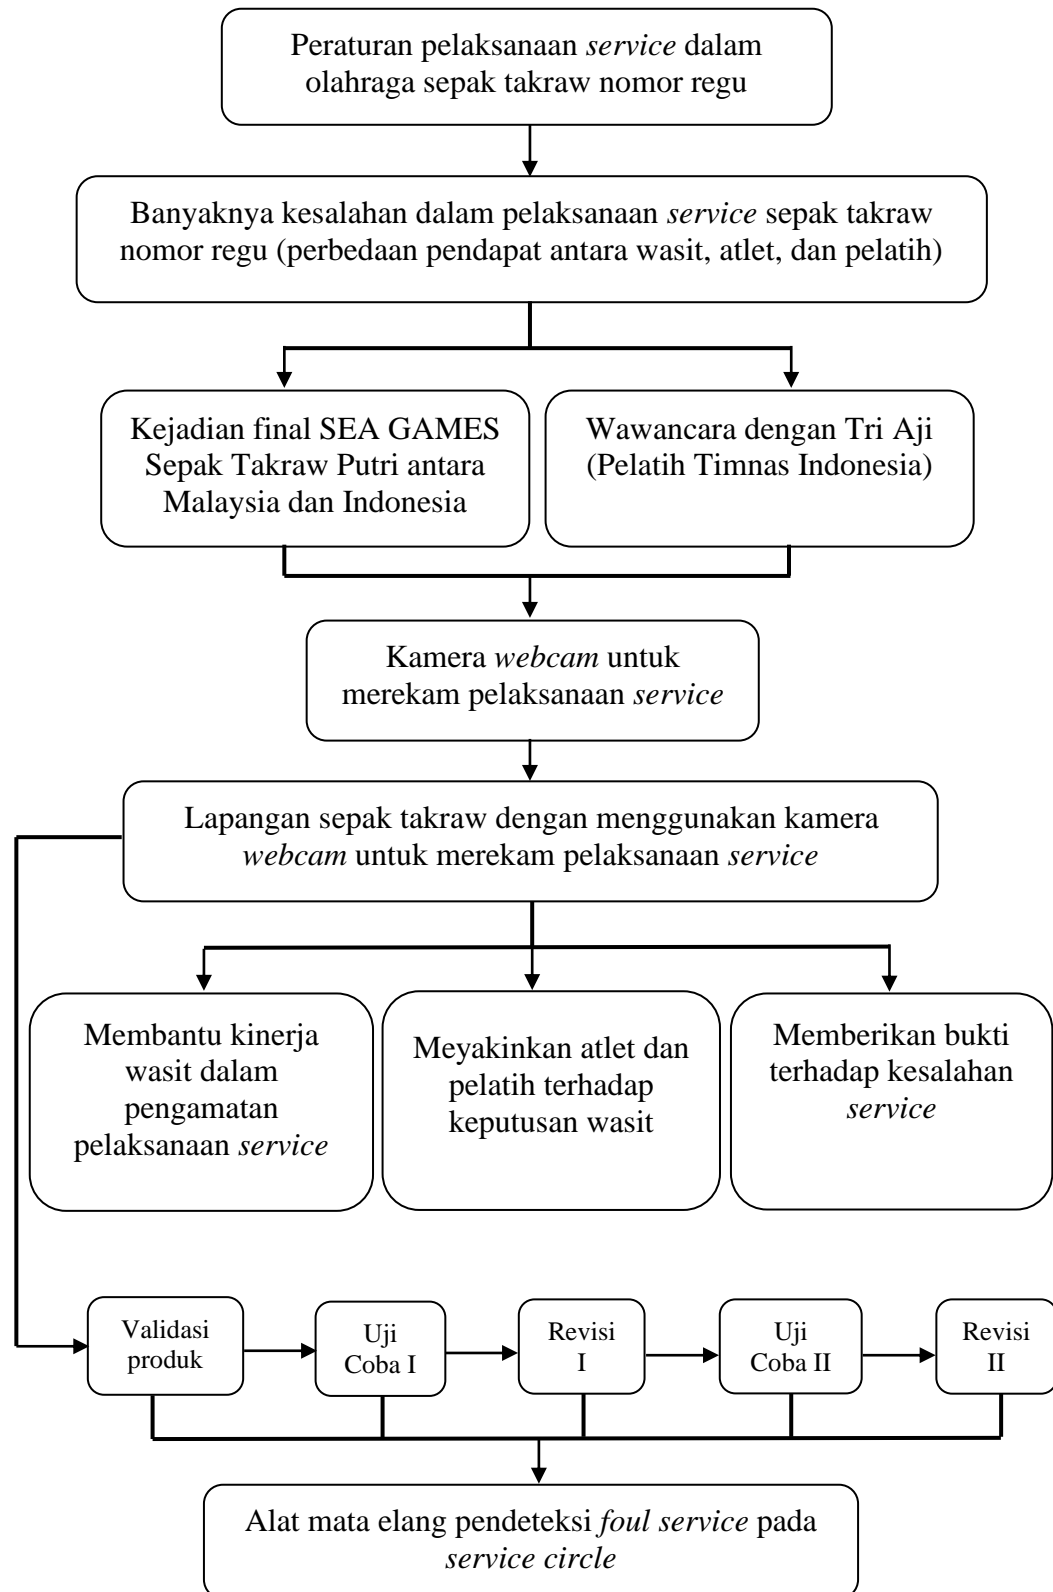 Peraturan pelaksanaan service dalam
olahraga sepak takraw nomor regu
Banyaknya kesalahan dalam pelaksanaan service sepak takraw
nomor regu (perbedaan pendapat antara wasit, atlet, dan pelatih)
Kejadian final SEA GAMES
Sepak Takraw Putri antara
Malaysia dan Indonesia
Wawancara dengan Tri Aji
(Pelatih Timnas Indonesia)
Kamera webcam untuk
merekam pelaksanaan service
Lapangan sepak takraw dengan menggunakan kamera
webcam untuk merekam pelaksanaan service
Membantu kinerja
wasit dalam
pengamatan
pelaksanaan service
Meyakinkan atlet dan
pelatih terhadap
keputusan wasit
Memberikan bukti
terhadap kesalahan
service
Validasi
produk
Uji
Coba I
Revisi
I
Uji
Coba II
Revisi
II
Alat mata elang pendeteksi foul service pada
service circle